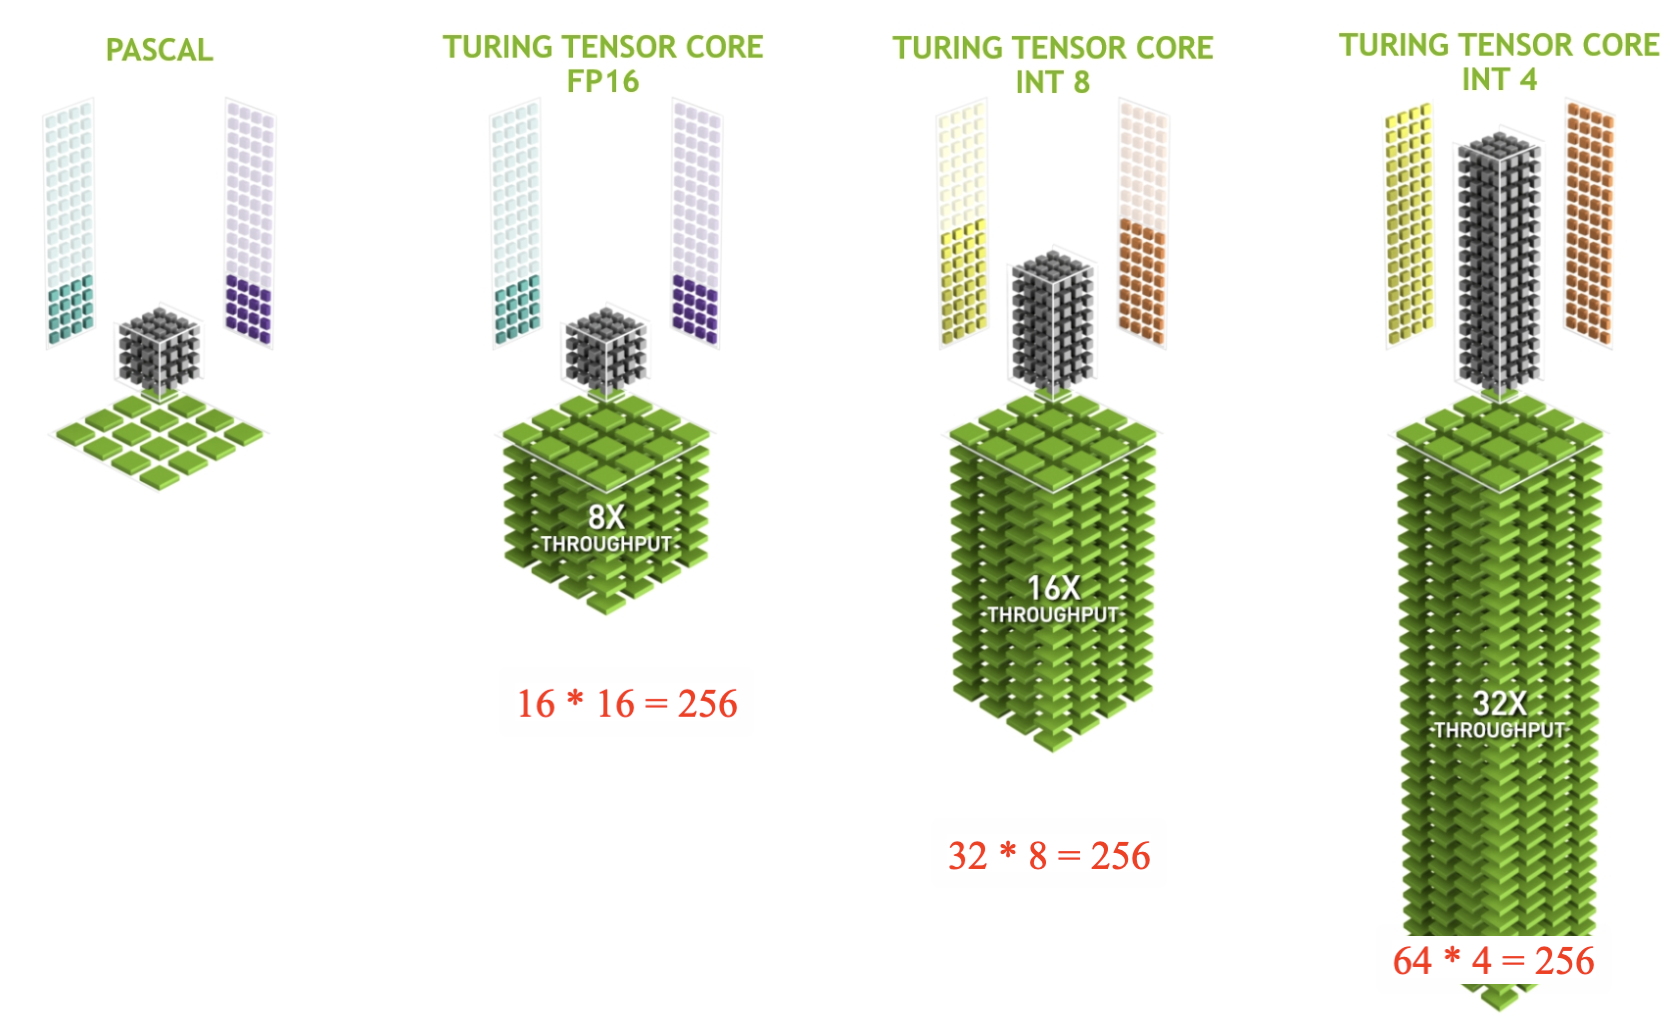 PASCAL
TURING TENSOR CORE
FP16
TURING TENSOR CORE
INT 8
TURING TENSOR CORE
INT 4
8X
THROUGHPUT
16X
THROUGHPUT
32X
THROUGHPUT
16 * 16 = 256
32 * 8 = 256
64 * 4 = 256